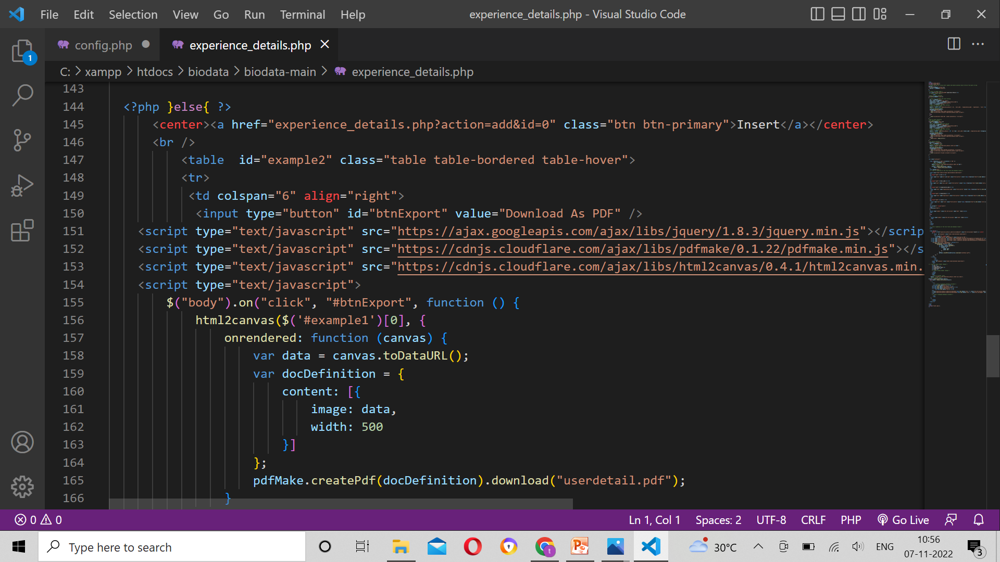 File Edit Selection View Go Run Terminal Help experience_details.php - Visual Studio Code
config.php experience_details.php
1
C: > xampp > htdocs > biodata > biodata-main > experience_details.php
143
144 <?php }else{ ?>
145 <center><a href="experience_details.php?action=add&id=0" class="btn btn-primary">Insert</a></center>
146 <br />
147 <table  id="example2" class="table table-bordered table-hover">
148 <tr>
149 <td colspan="6" align="right">
150 <input type="button" id="btnExport" value="Download As PDF" />
151 <script type="text/javascript" src="https://ajax.googleapis.com/ajax/libs/jquery/1.8.3/jquery.min.js"></scrip
152 <script type="text/javascript" src="https://cdnjs.cloudflare.com/ajax/libs/pdfmake/0.1.22/pdfmake.min.js"></s
153 <script type="text/javascript" src="https://cdnjs.cloudflare.com/ajax/libs/html2canvas/0.4.1/html2canvas.min.
154 <script type="text/javascript">
155 $("body").on("click", "#btnExport", function () {
156 html2canvas($('#example1')[0], {
157 onrendered: function (canvas) {
158 var data = canvas.toDataURL();
159 var docDefinition = {
160 content: [{
161 image: data,
162 width: 500
163 }]
164 };
165 pdfMake.createPdf(docDefinition).download("userdetail.pdf");
166 }
0 0 Ln 1, Col 1 Spaces: 2 UTF-8 CRLF PHP Go Live
Type here to search 30°C ENG 10:56
07-11-2022
3